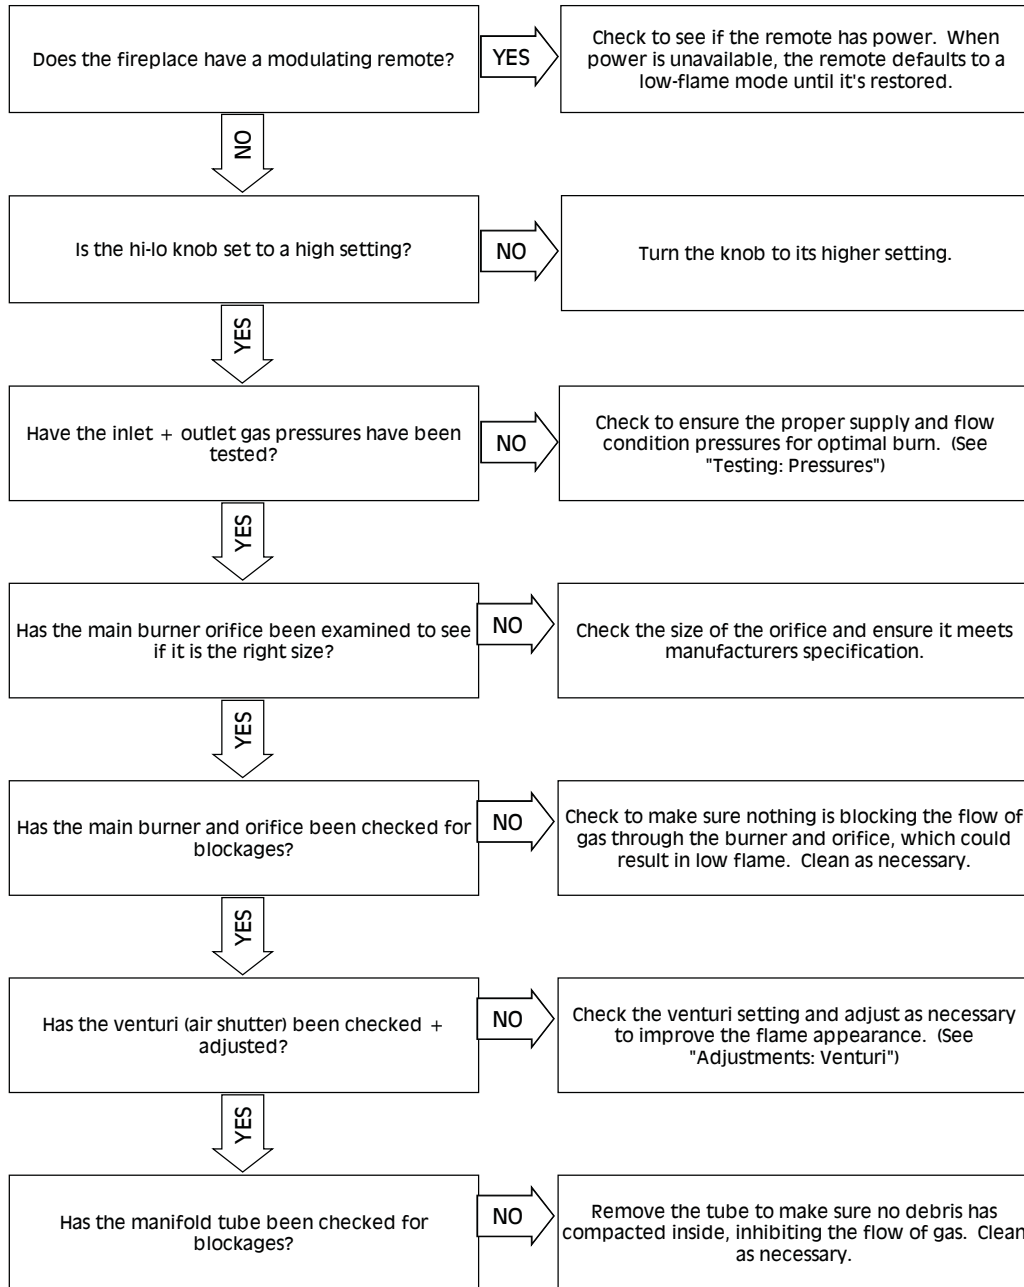 Does the fireplace have a modulating remote?
YES
Check to see if the remote has power.  When
power is unavailable, the remote defaults to a
low-flame mode until it's restored.
NO
Is the hi-lo knob set to a high setting?
NO
Turn the knob to its higher setting.
YES
Have the inlet + outlet gas pressures have been
tested?
NO
Check to ensure the proper supply and flow
condition pressures for optimal burn.  (See
"Testing: Pressures")
YES
Has the main burner orifice been examined to see
if it is the right size?
NO
Check the size of the orifice and ensure it meets
manufacturers specification.
YES
Has the main burner and orifice been checked for
blockages?
NO
Check to make sure nothing is blocking the flow of
gas through the burner and orifice, which could
result in low flame.  Clean as necessary.
YES
Has the venturi (air shutter) been checked +
adjusted?
NO
Check the venturi setting and adjust as necessary
to improve the flame appearance.  (See
"Adjustments: Venturi")
YES
Has the manifold tube been checked for
blockages?
NO
Remove the tube to make sure no debris has
compacted inside, inhibiting the flow of gas.  Clean
as necessary.